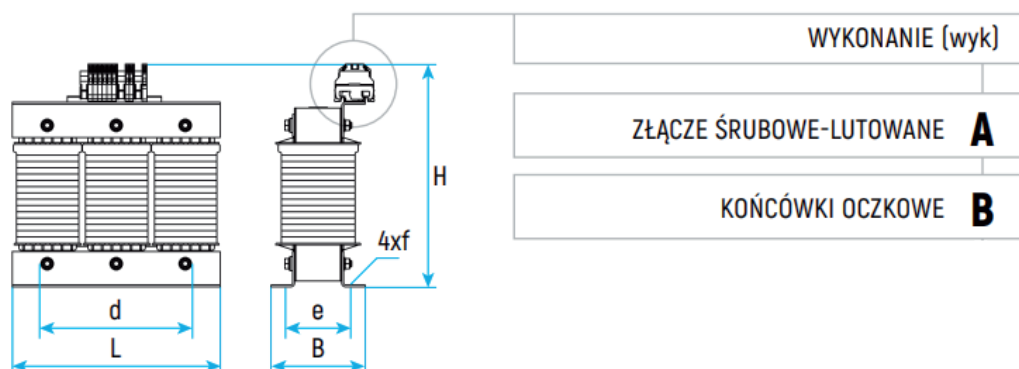 WYKONANIE (wyk)
ZŁĄCZE ŚRUBOWE-LUTOWANE A
KOŃCÓWKI OCZKOWE B
H
4xf
d
e
L
B